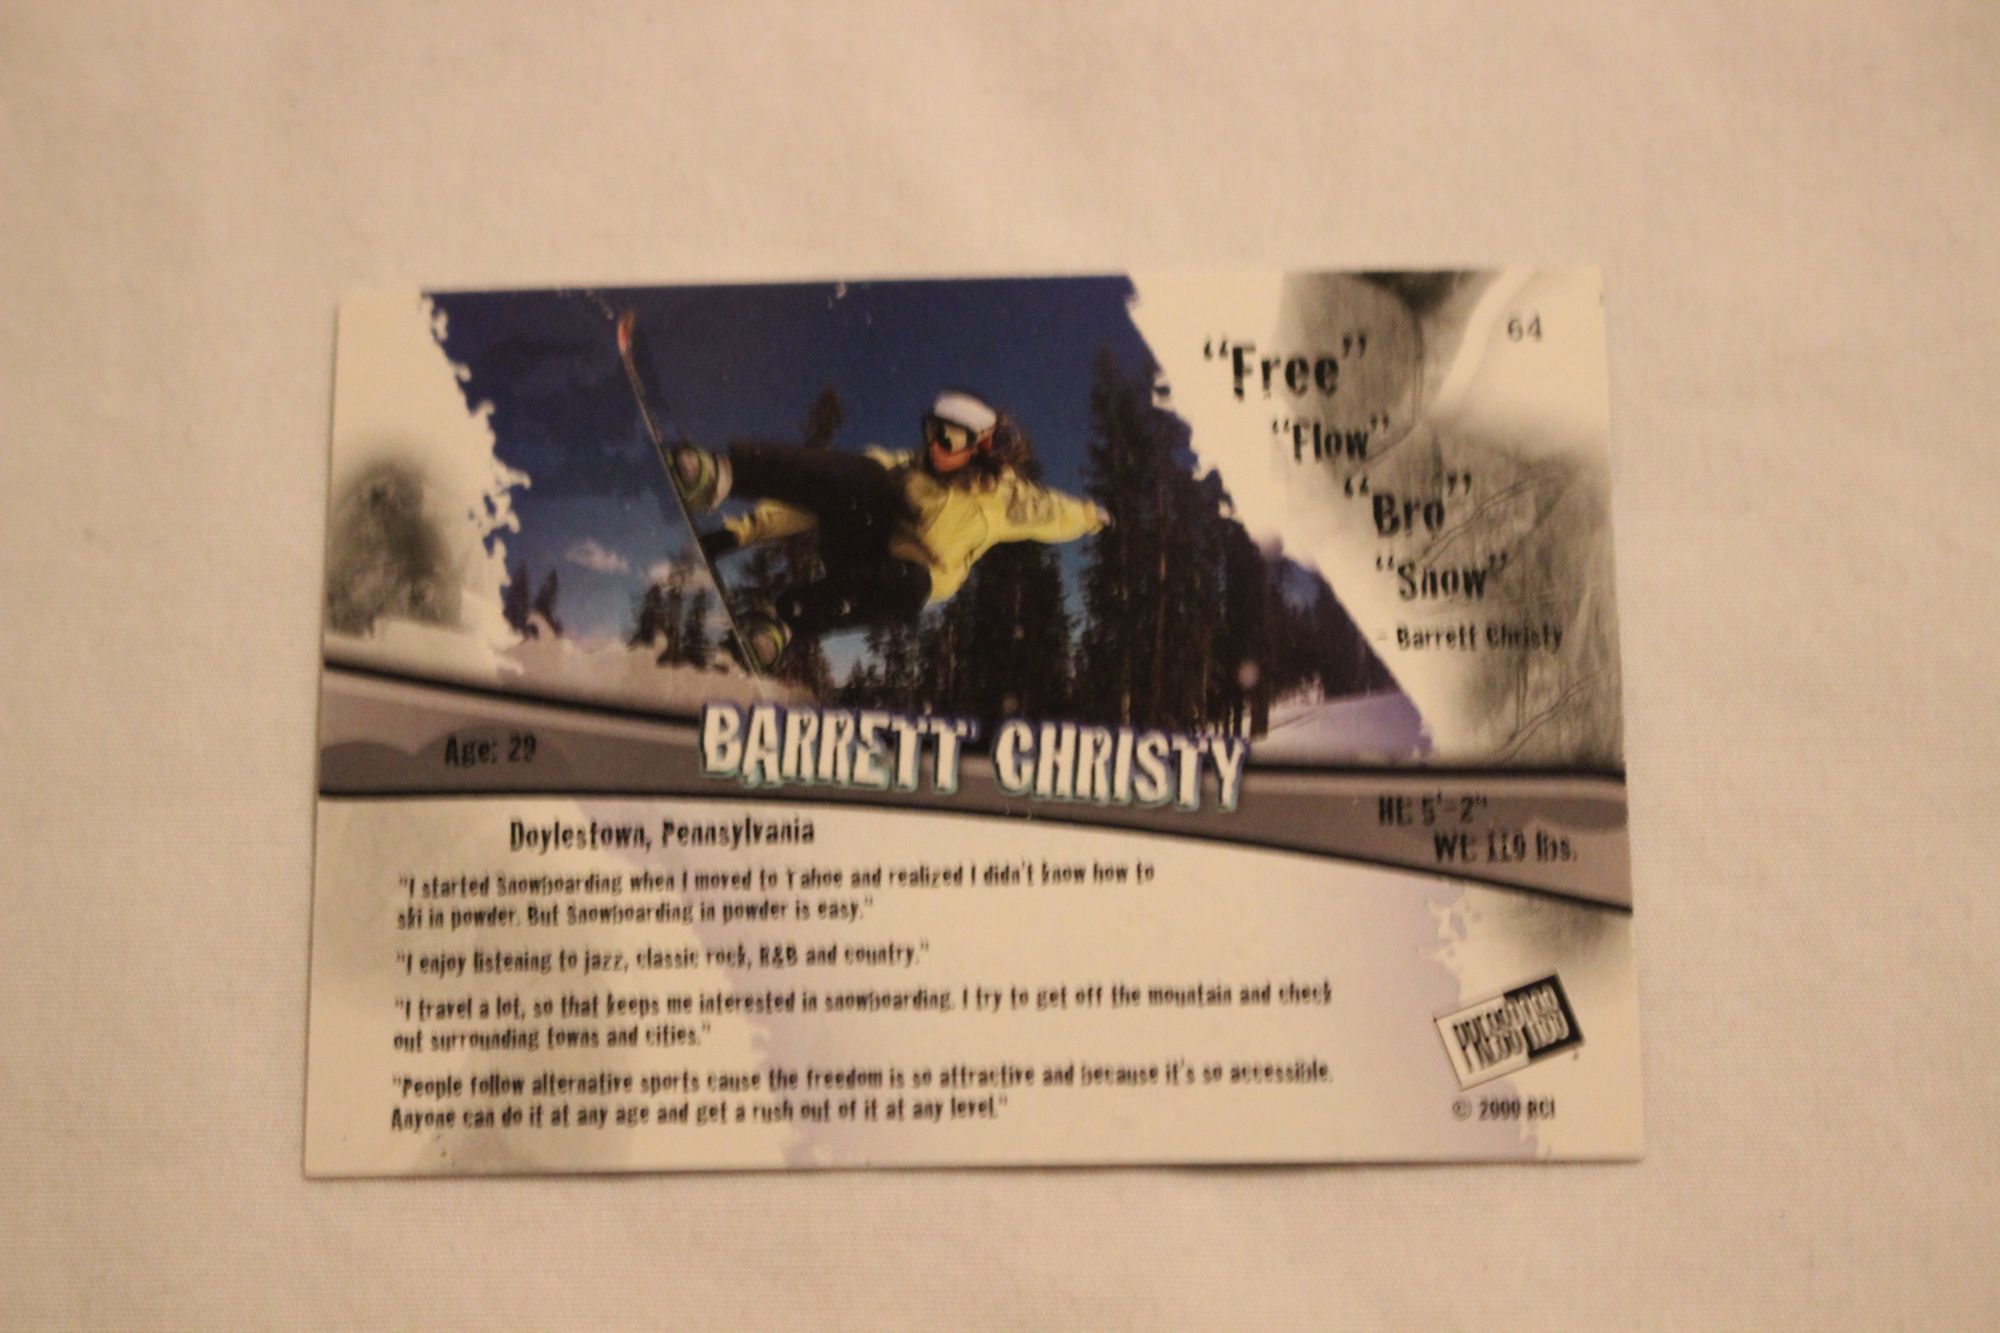 64
"Free"
"Flow"
"Bro"
"Snow"
- Barrett Christy
BARRETT CHRISTY
Age: 29
Ht: 5'-2"
Wt: 110 lbs.
Doylestown, Pennsylvania
"I started Snowboarding when I moved to Tahoe and realized I didn't know how to
ski in powder. But Snowboarding in powder is easy."
"I enjoy listening to jazz, classic rock, R&B and country."
"I travel a lot, so that keeps me interested in snowboarding. I try to get off the mountain and check
out surrounding towns and cities."
"People follow alternative sports cause the freedom is so attractive and because it's so accessible.
Anyone can do it at any age and get a rush out of it at any level."
PRESS
© 2000 RCI